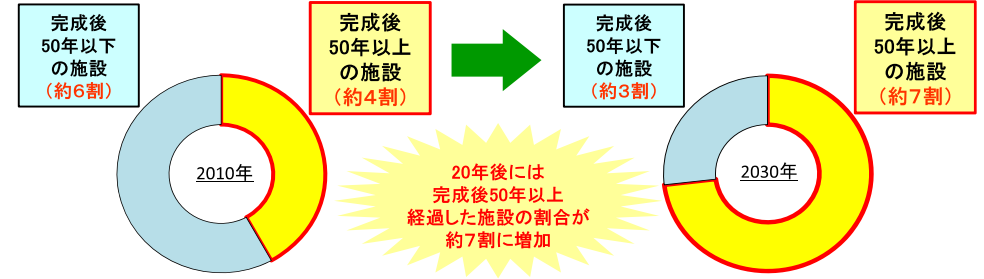 完成後
50年以下
の施設
（約６割）
完成後
50年以上
の施設
（約４割）
2010年
20年後には
完成後50年以上
経過した施設の割合が
約７割に増加
完成後
50年以下
の施設
（約３割）
完成後
50年以上
の施設
（約７割）
2030年